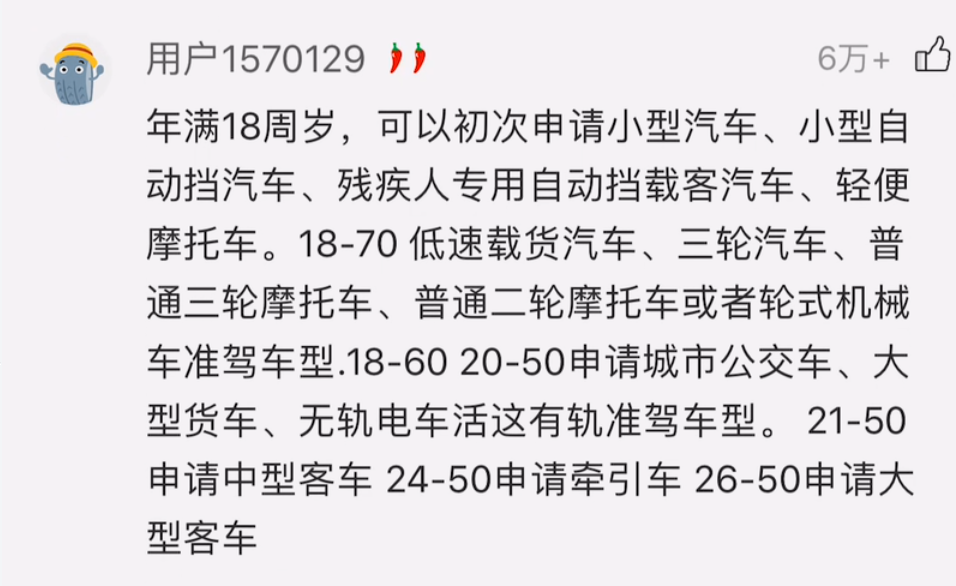 用户1570129
6万+
年满18周岁，可以初次申请小型汽车、小型自
动挡汽车、残疾人专用自动挡载客汽车、轻便
摩托车。18-70 低速载货汽车、三轮汽车、普
通三轮摩托车、普通二轮摩托车或者轮式机械
车准驾车型.18-60 20-50申请城市公交车、大
型货车、无轨电车活这有轨准驾车型。 21-50
申请中型客车 24-50申请牵引车 26-50申请大
型客车